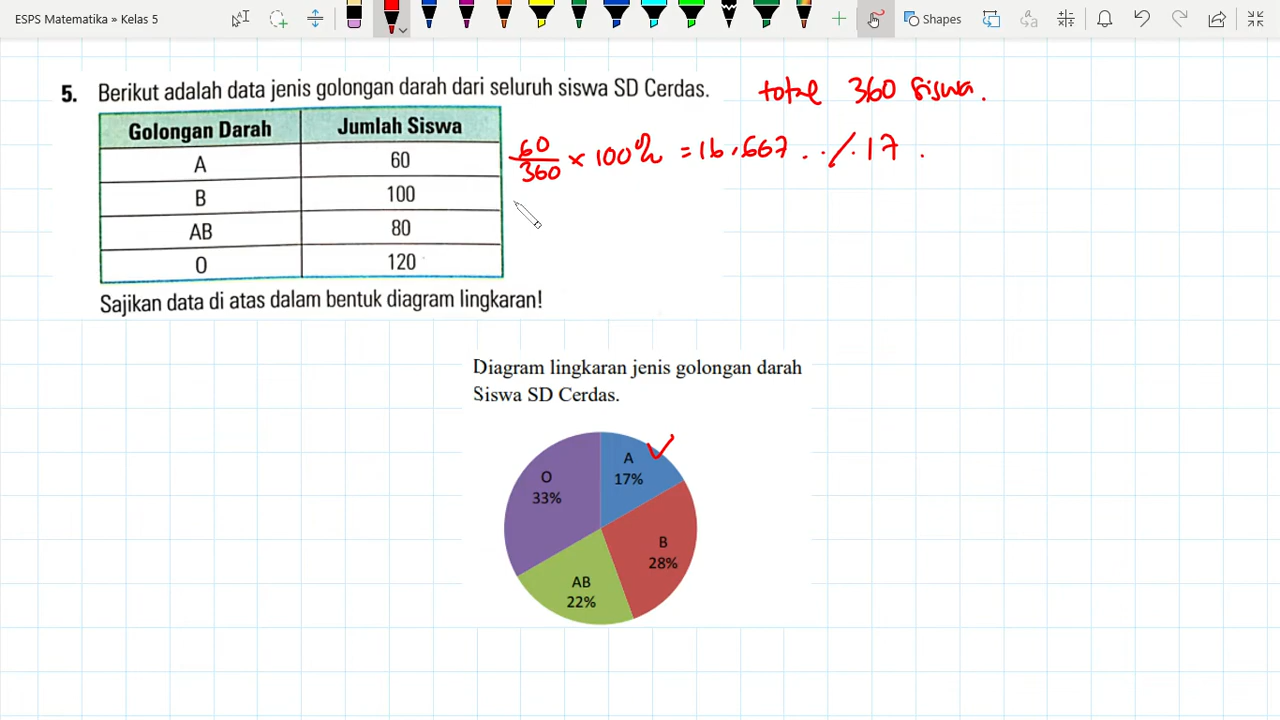 ESPS Matematika » Kelas 5
Shapes
5. Berikut adalah data jenis golongan darah dari seluruh siswa SD Cerdas.
total 360 siswa.
Golongan Darah Jumlah Siswa
A 60
B 100
AB 80
O 120
60/360 × 100% = 16,667 . . / . 17 .
Sajikan data di atas dalam bentuk diagram lingkaran!
Diagram lingkaran jenis golongan darah
Siswa SD Cerdas.
A
17%
O
33%
B
28%
AB
22%